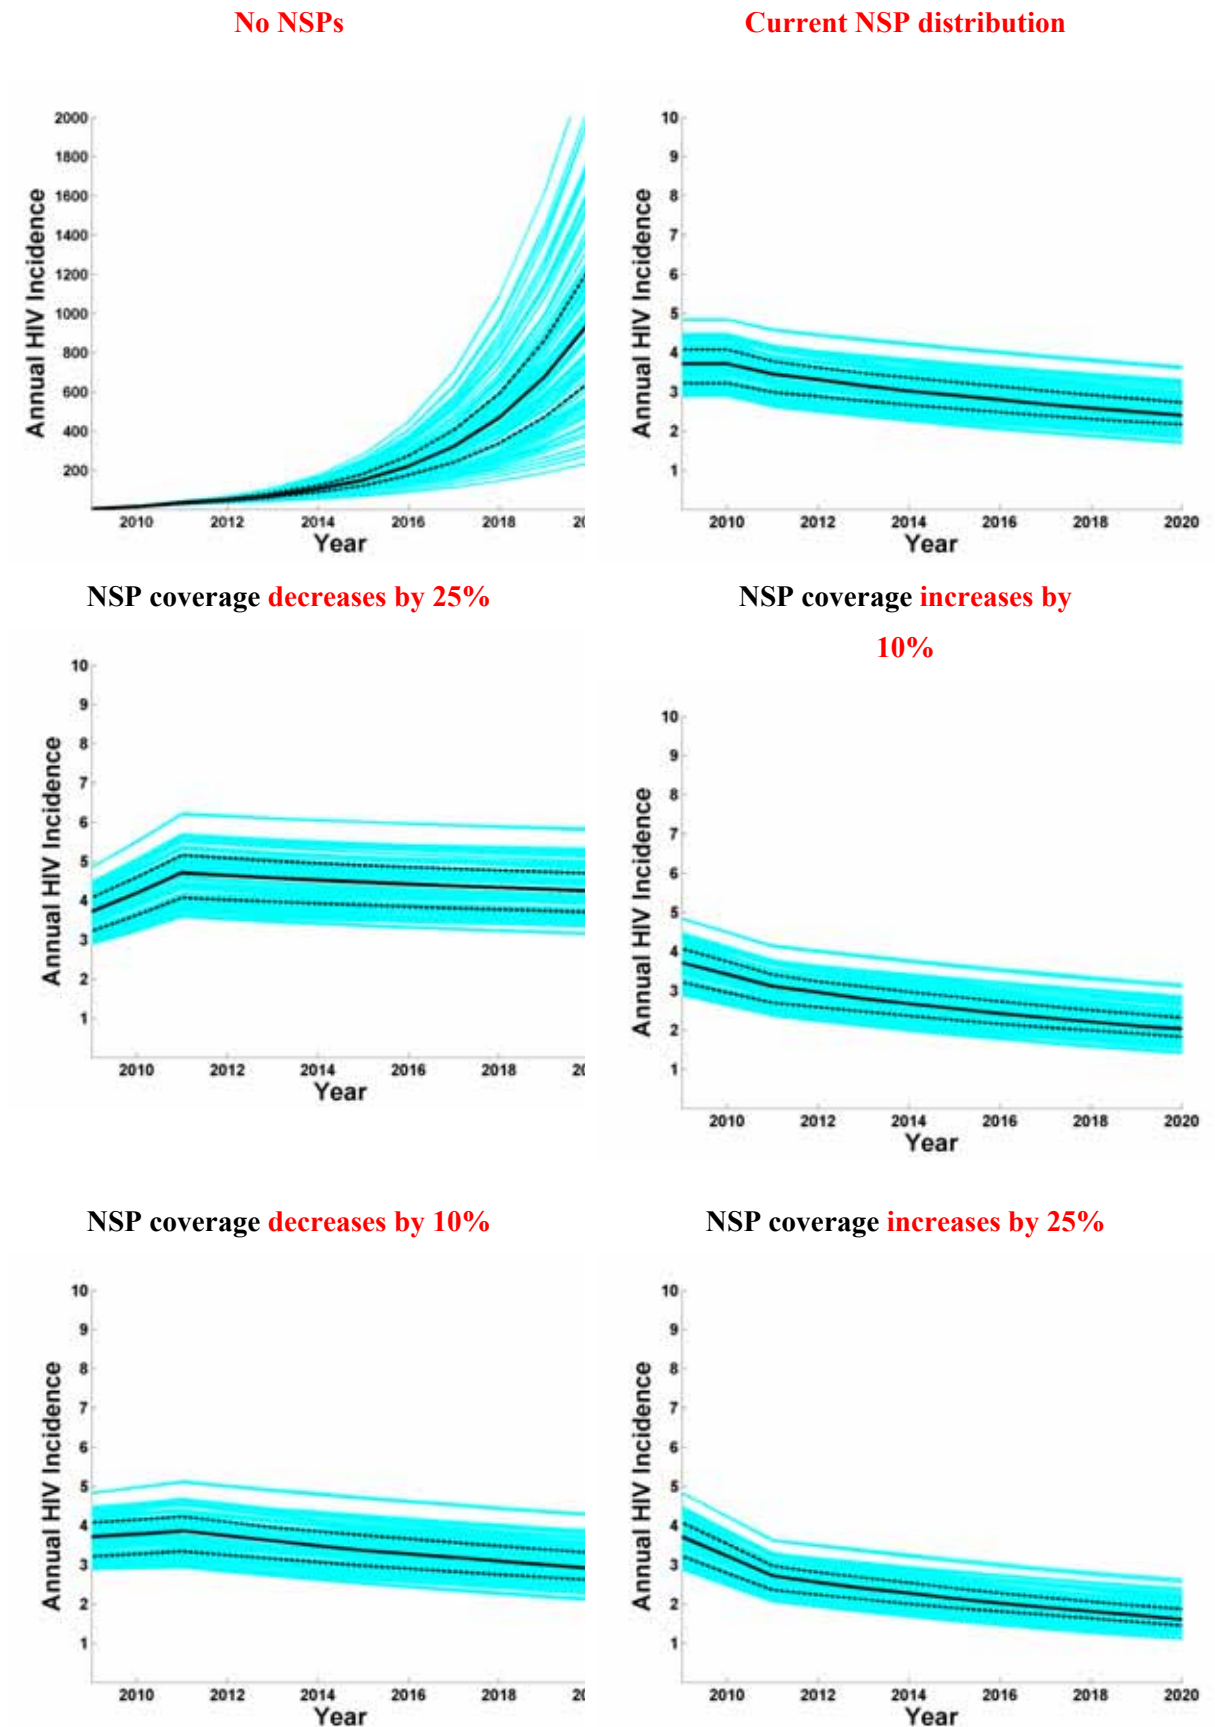 No NSPs
Current NSP distribution
2000
1800
1600
1400
1200
1000
800
600
400
200
Annual HIV Incidence
2010 2012 2014 2016 2018 20
Year
10
9
8
7
6
5
4
3
2
1
Annual HIV Incidence
2010 2012 2014 2016 2018 2020
Year
NSP coverage decreases by 25%
NSP coverage increases by
10%
10
9
8
7
6
5
4
3
2
1
Annual HIV Incidence
2010 2012 2014 2016 2018 20
Year
10
9
8
7
6
5
4
3
2
1
Annual HIV Incidence
2010 2012 2014 2016 2018 2020
Year
NSP coverage decreases by 10%
NSP coverage increases by 25%
10
9
8
7
6
5
4
3
2
1
Annual HIV Incidence
2010 2012 2014 2016 2018 20
Year
10
9
8
7
6
5
4
3
2
1
Annual HIV Incidence
2010 2012 2014 2016 2018 2020
Year